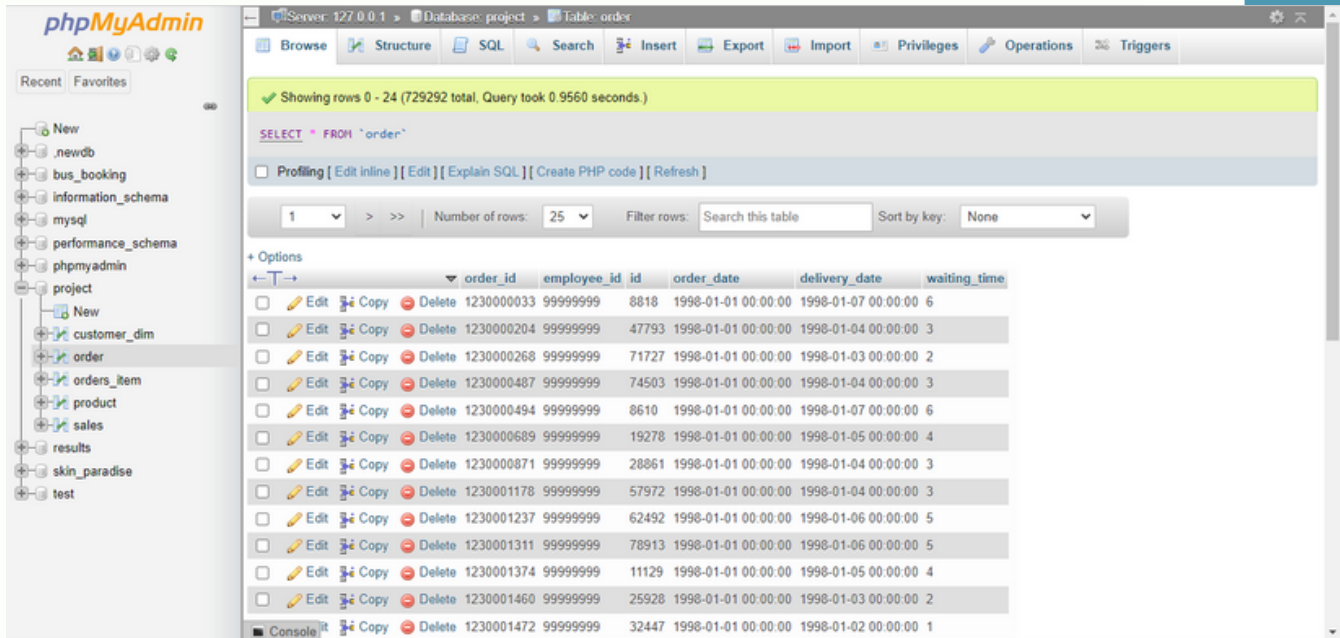 phpMyAdmin
Recent Favorites
New
,newdb
bus_booking
information_schema
mysql
performance_schema
phpmyadmin
project
New
customer_dim
order
orders_item
product
sales
results
skin_paradise
test
Server: 127.0.0.1 » Database: project » Table: order
Browse Structure SQL Search Insert Export Import Privileges Operations Triggers
Showing rows 0 - 24 (729292 total, Query took 0.9560 seconds.)
SELECT * FROM `order`
Profiling [ Edit inline ] [ Edit ] [ Explain SQL ] [ Create PHP code ] [ Refresh ]
1 > >> | Number of rows: 25 Filter rows: Search this table Sort by key: None
+ Options
←T→ order_id employee_id id order_date delivery_date waiting_time
Edit Copy Delete 1230000033 99999999 8818 1998-01-01 00:00:00 1998-01-07 00:00:00 6
Edit Copy Delete 1230000204 99999999 47793 1998-01-01 00:00:00 1998-01-04 00:00:00 3
Edit Copy Delete 1230000268 99999999 71727 1998-01-01 00:00:00 1998-01-03 00:00:00 2
Edit Copy Delete 1230000487 99999999 74503 1998-01-01 00:00:00 1998-01-04 00:00:00 3
Edit Copy Delete 1230000494 99999999 8610 1998-01-01 00:00:00 1998-01-07 00:00:00 6
Edit Copy Delete 1230000689 99999999 19278 1998-01-01 00:00:00 1998-01-05 00:00:00 4
Edit Copy Delete 1230000871 99999999 28861 1998-01-01 00:00:00 1998-01-04 00:00:00 3
Edit Copy Delete 1230001178 99999999 57972 1998-01-01 00:00:00 1998-01-04 00:00:00 3
Edit Copy Delete 1230001237 99999999 62492 1998-01-01 00:00:00 1998-01-06 00:00:00 5
Edit Copy Delete 1230001311 99999999 78913 1998-01-01 00:00:00 1998-01-06 00:00:00 5
Edit Copy Delete 1230001374 99999999 11129 1998-01-01 00:00:00 1998-01-05 00:00:00 4
Edit Copy Delete 1230001460 99999999 25928 1998-01-01 00:00:00 1998-01-03 00:00:00 2
Console it Copy Delete 1230001472 99999999 32447 1998-01-01 00:00:00 1998-01-02 00:00:00 1